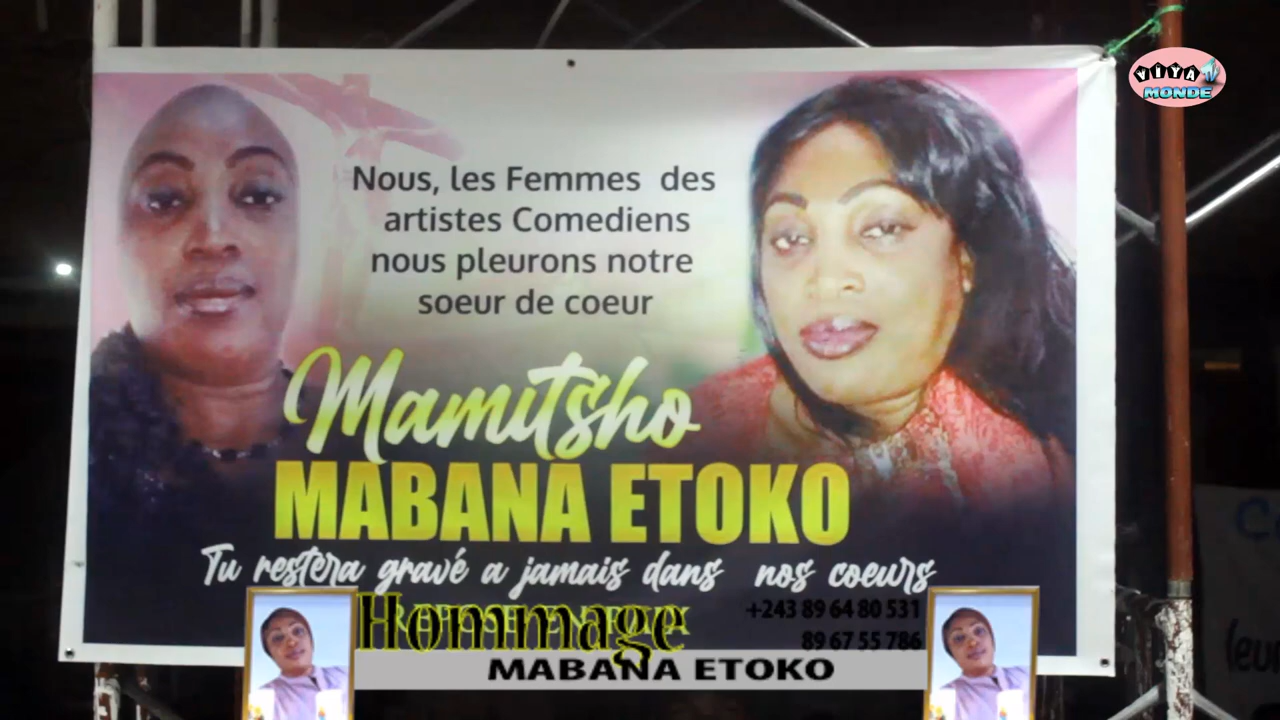 VIYA TV
MONDE
Nous, les Femmes des
artistes Comediens
nous pleurons notre
soeur de coeur
Mamitsho
MABANA ETOKO
Tu restera gravé a jamais dans nos coeurs
Hommage
+243 89 64 80 531
89 67 55 786
MABANA ETOKO